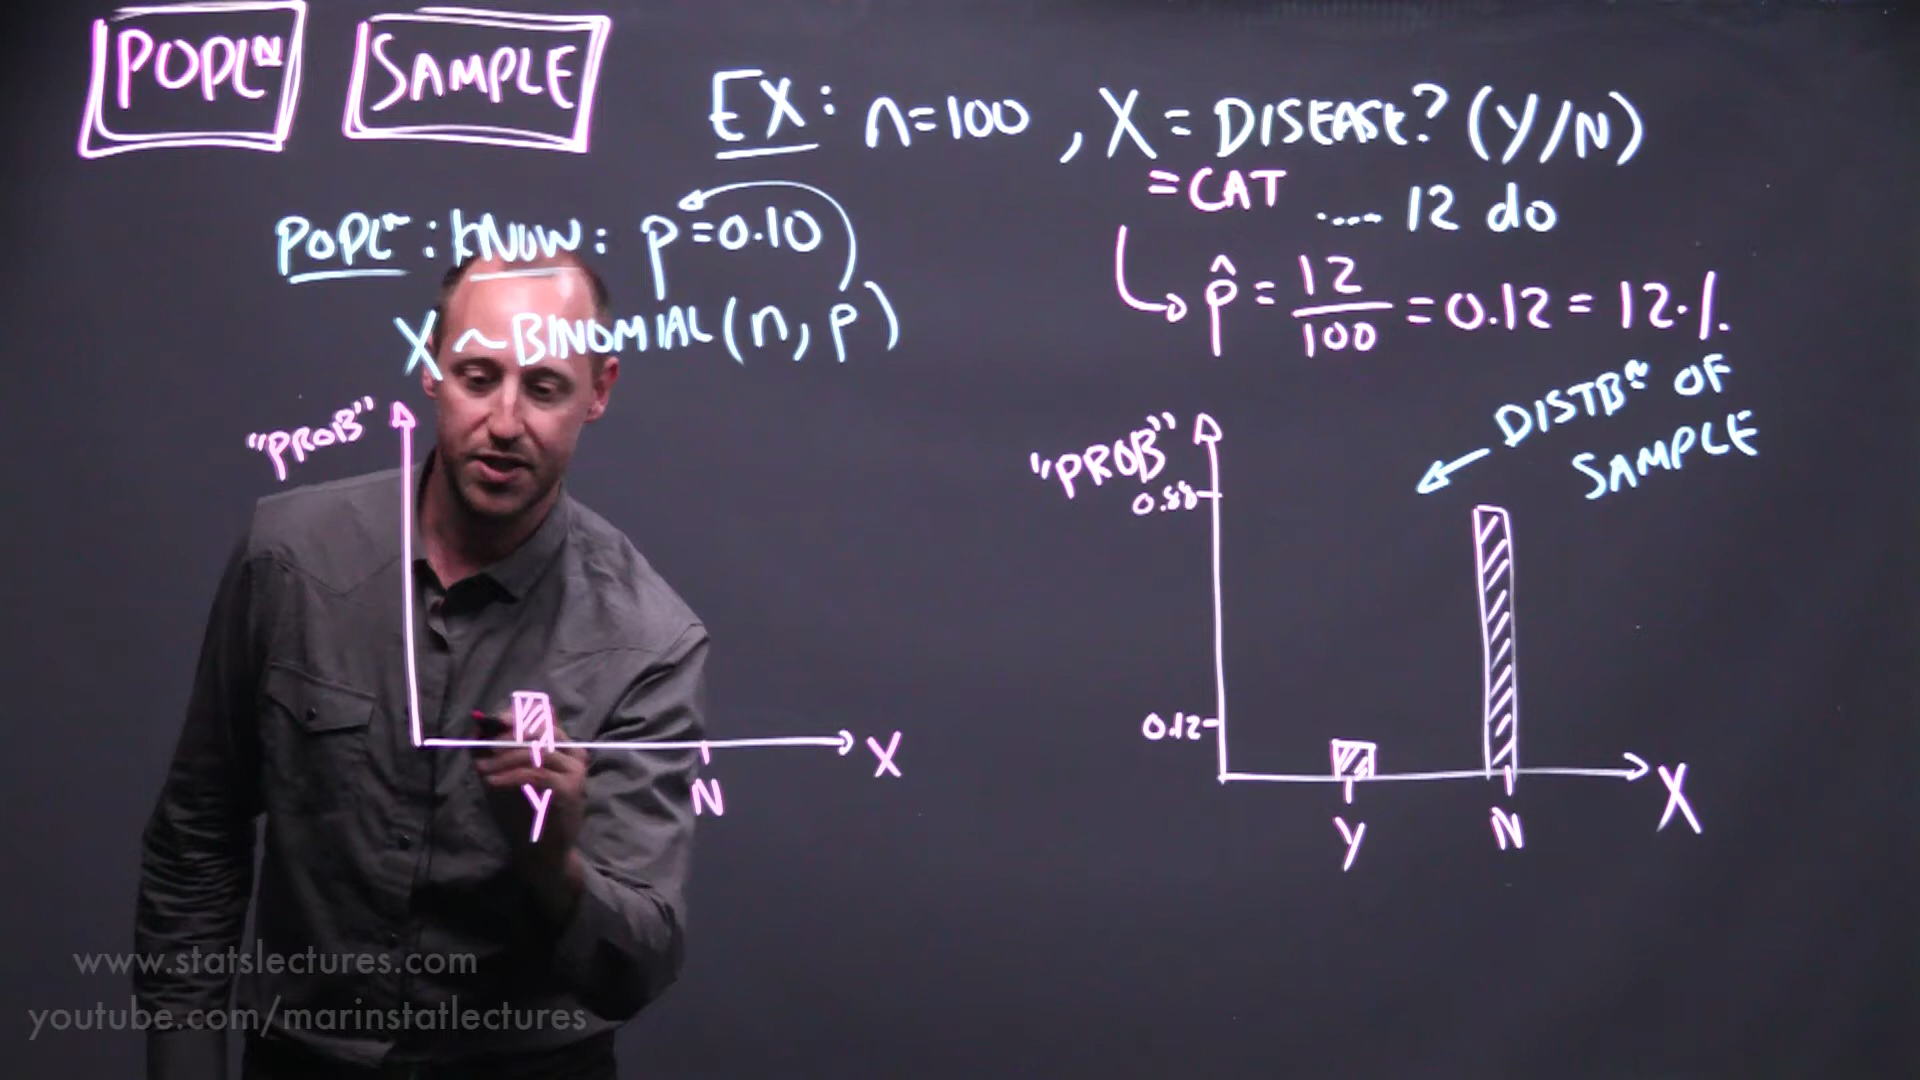 POPLᴺ
SAMPLE
EX: n=100, X = DISEASE? (Y/N)
=CAT .... 12 do
POPLⁿ: KNOW: p=0.10
p̂ = 12/100 = 0.12 = 12%
X ~ BINOMIAL (n, p)
DISTBⁿ OF
SAMPLE
"PROB"
X
Y
N
"PROB"
0.88
0.12
X
Y
N
www.statslectures.com
youtube.com/marinstatlectures